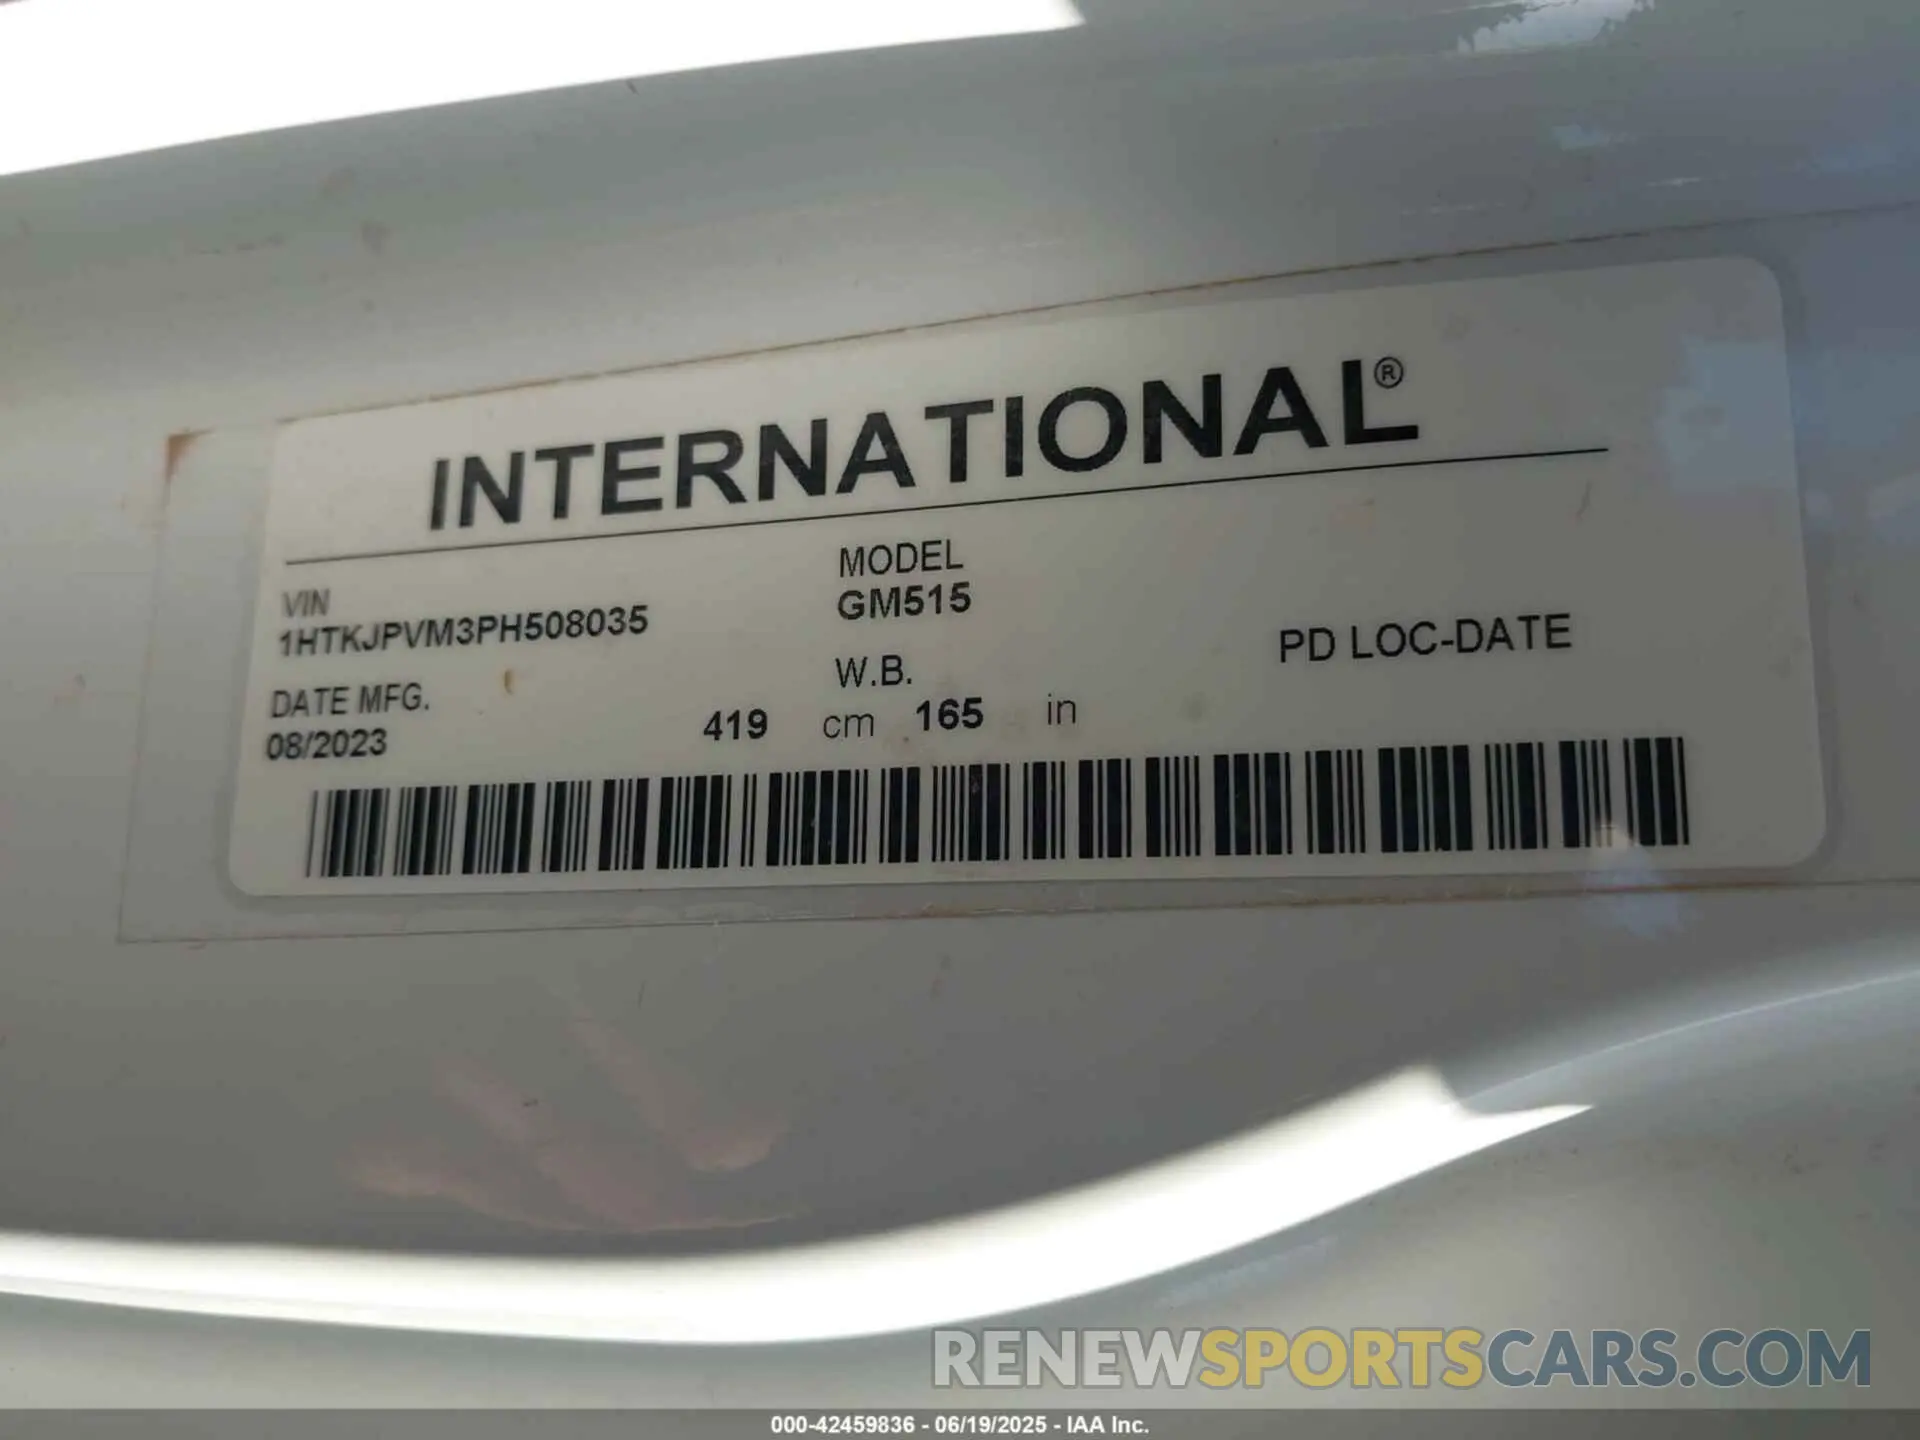 INTERNATIONAL®
VIN
1HTKJPVM3PH508035
MODEL
GM515
DATE MFG.
08/2023
W.B.
419 cm 165 in
PD LOC-DATE
RENEWSPORTSCARS.COM
000-42459836 - 06/19/2025 - IAA Inc.